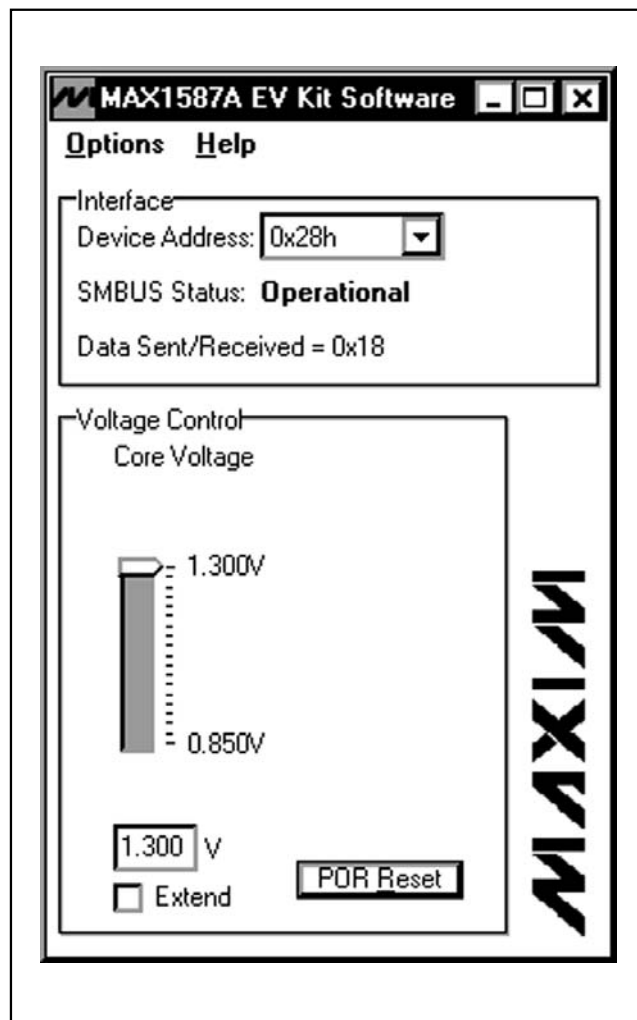 MAX1587A EV Kit Software
Options Help
Interface
Device Address: 0x28h
SMBUS Status: Operational
Data Sent/Received = 0x18
Voltage Control
Core Voltage
1.300V
0.850V
1.300 V
Extend
POR Reset
MAXIM